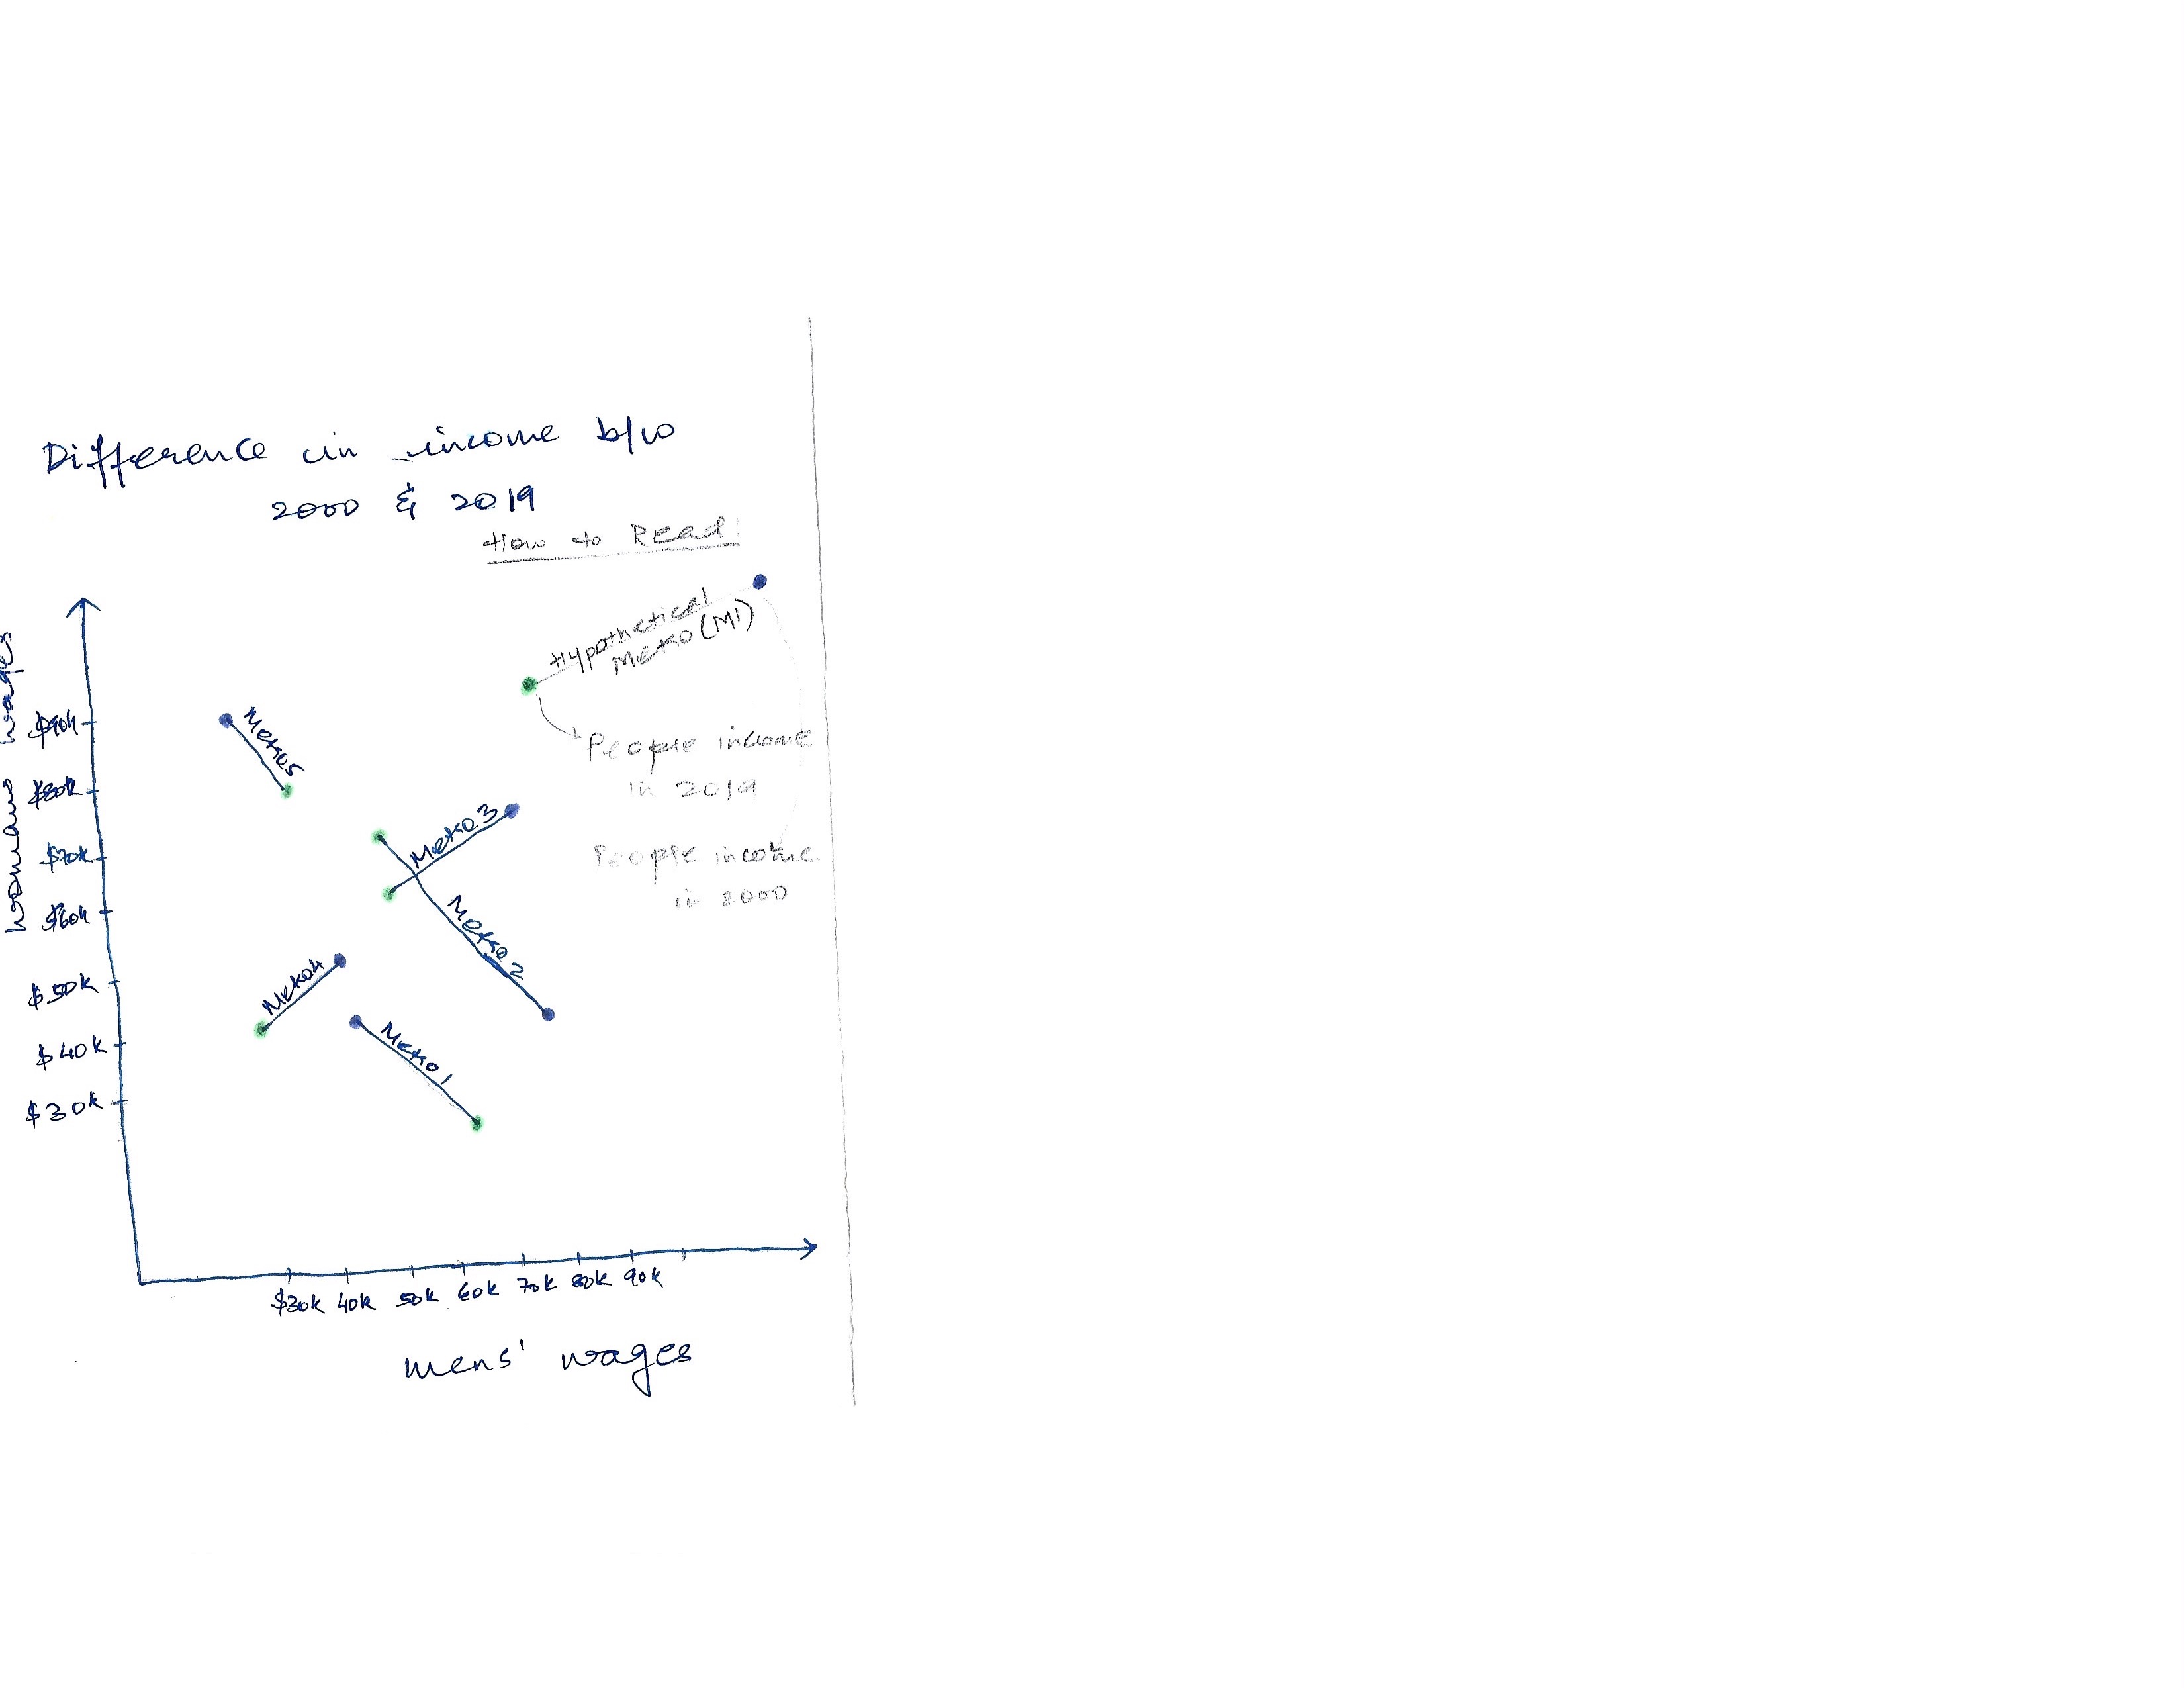 Difference in income b/w
2000 & 2019
How to Read:
Hypothetical
Metro (M1)
People income
in 2019
People income
in 2000
womans wages
$90k
$80k
$70k
$60k
$50k
$40k
$30k
Metro5
Metro3
Metro2
Metro4
Metro1
$30k 40k 50k 60k 70k 80k 90k
mens' wages